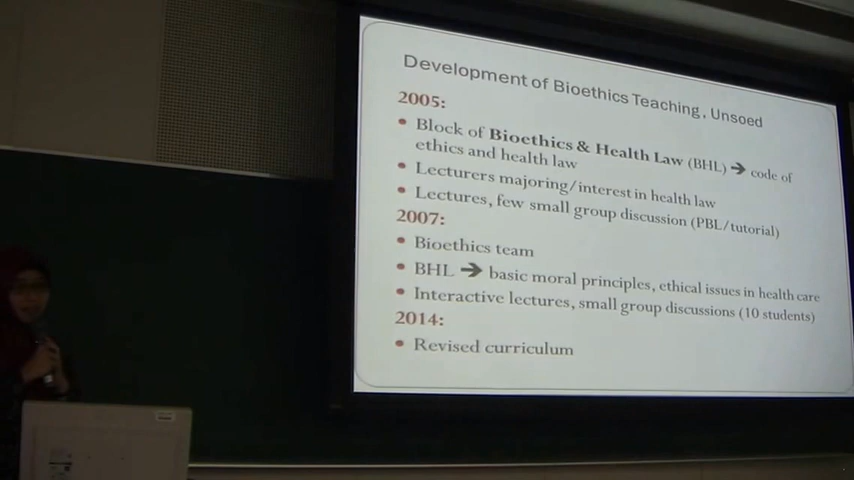 Development of Bioethics Teaching, Unsoed
2005:
• Block of Bioethics & Health Law (BHL) → code of
ethics and health law
• Lecturers majoring/interest in health law
• Lectures, few small group discussion (PBL/tutorial)
2007:
• Bioethics team
• BHL → basic moral principles, ethical issues in health care
• Interactive lectures, small group discussions (10 students)
2014:
• Revised curriculum